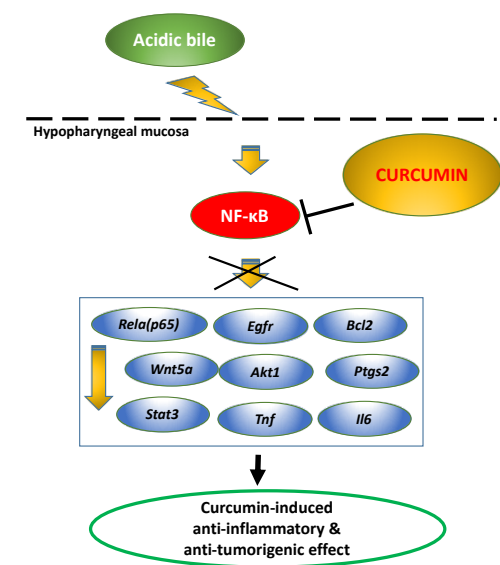 Acidic bile
Hypopharyngeal mucosa
CURCUMIN
NF-κB
Rela(p65)
Egfr
Bcl2
Wnt5a
Akt1
Ptgs2
Stat3
Tnf
Il6
Curcumin-induced
anti-inflammatory &
anti-tumorigenic effect